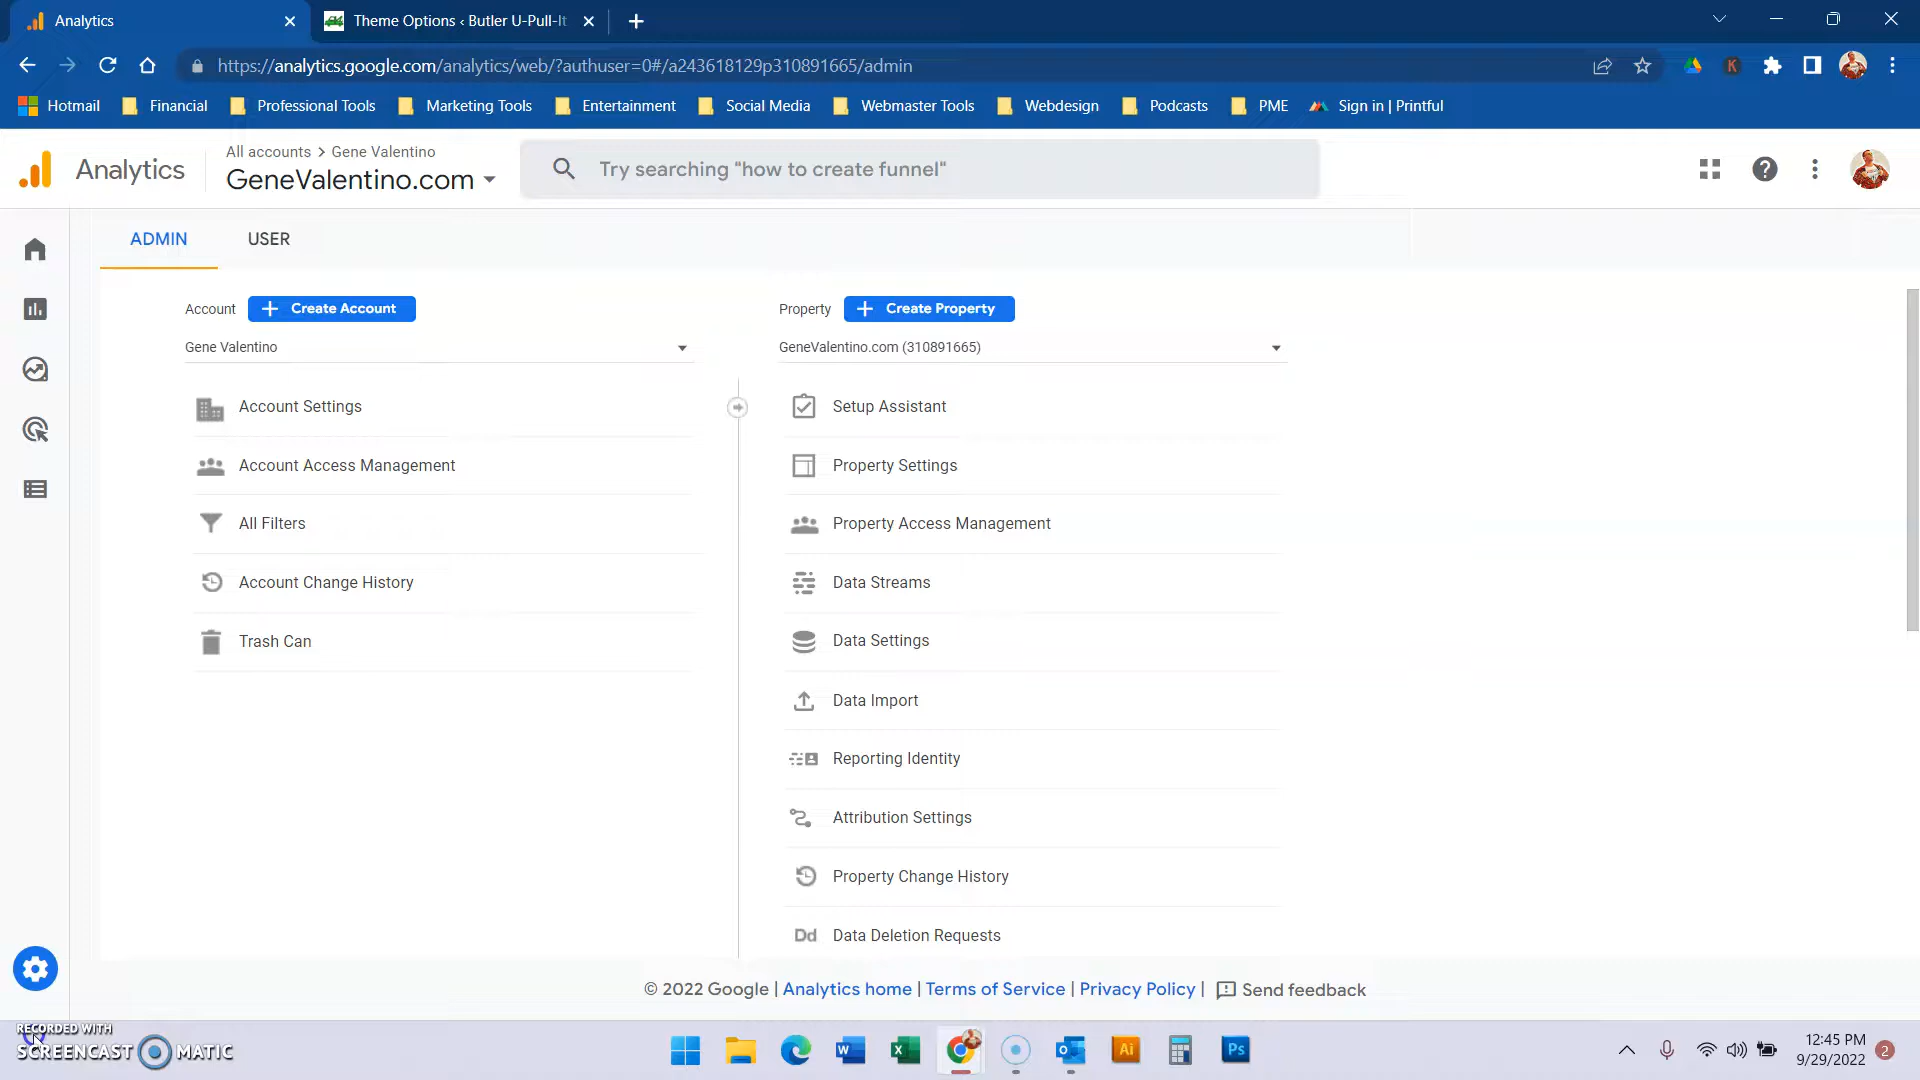 Analytics
Theme Options ‹ Butler U-Pull-It
https://analytics.google.com/analytics/web/?authuser=0#/a243618129p310891665/admin
K
Hotmail Financial Professional Tools Marketing Tools Entertainment Social Media Webmaster Tools Webdesign Podcasts PME Sign in | Printful
Analytics
All accounts > Gene Valentino
GeneValentino.com
Try searching "how to create funnel"
ADMIN USER
Account + Create Account
Property + Create Property
Gene Valentino
GeneValentino.com (310891665)
Account Settings
Account Access Management
All Filters
Account Change History
Trash Can
Setup Assistant
Property Settings
Property Access Management
Data Streams
Data Settings
Data Import
Reporting Identity
Attribution Settings
Property Change History
Dd Data Deletion Requests
© 2022 Google | Analytics home | Terms of Service | Privacy Policy | Send feedback
RECORDED WITH
SCREENCAST MATIC
W X Ai Ps
12:45 PM
9/29/2022
2